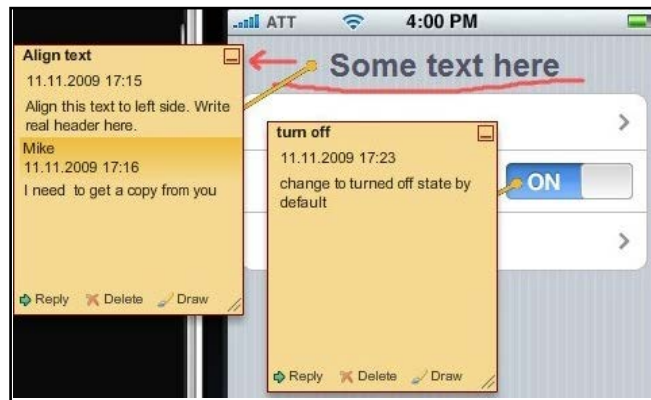 ATT 4:00 PM
Some text here
Align text
11.11.2009 17:15
Align this text to left side. Write
real header here.
Mike
11.11.2009 17:16
I need to get a copy from you
Reply Delete Draw
turn off
11.11.2009 17:23
change to turned off state by
default
Reply Delete Draw
ON